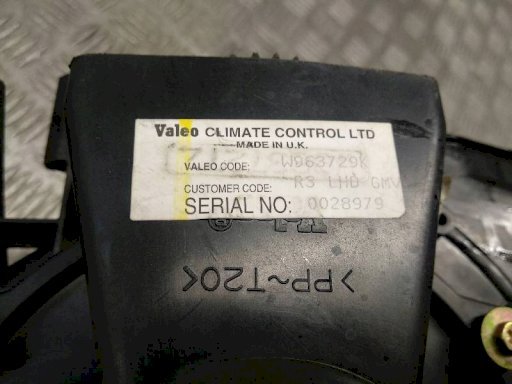 Valeo CLIMATE CONTROL LTD
MADE IN U.K.
VALEO CODE: W963729K
CUSTOMER CODE: R3 LHD GMV
SERIAL NO: 0028979
>PP~T20<